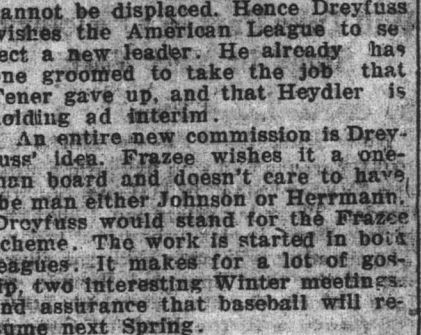 annot be displaced. Hence Dreyfuss
wishes the American League to se-
ect a new leader. He already has
one groomed to take the job that
Tener gave up, and that Heydler is
olding ad interim.
An entire new commission is Drey-
uss' idea. Frazee wishes it a one-
man board and doesn't care to have
be man either Johnson or Herrmann.
Dreyfuss would stand for the Frazee
cheme. The work is started in both
eagues. It makes for a lot of gos-
ip, two interesting Winter meetings
nd assurance that baseball will re-
sume next Spring.